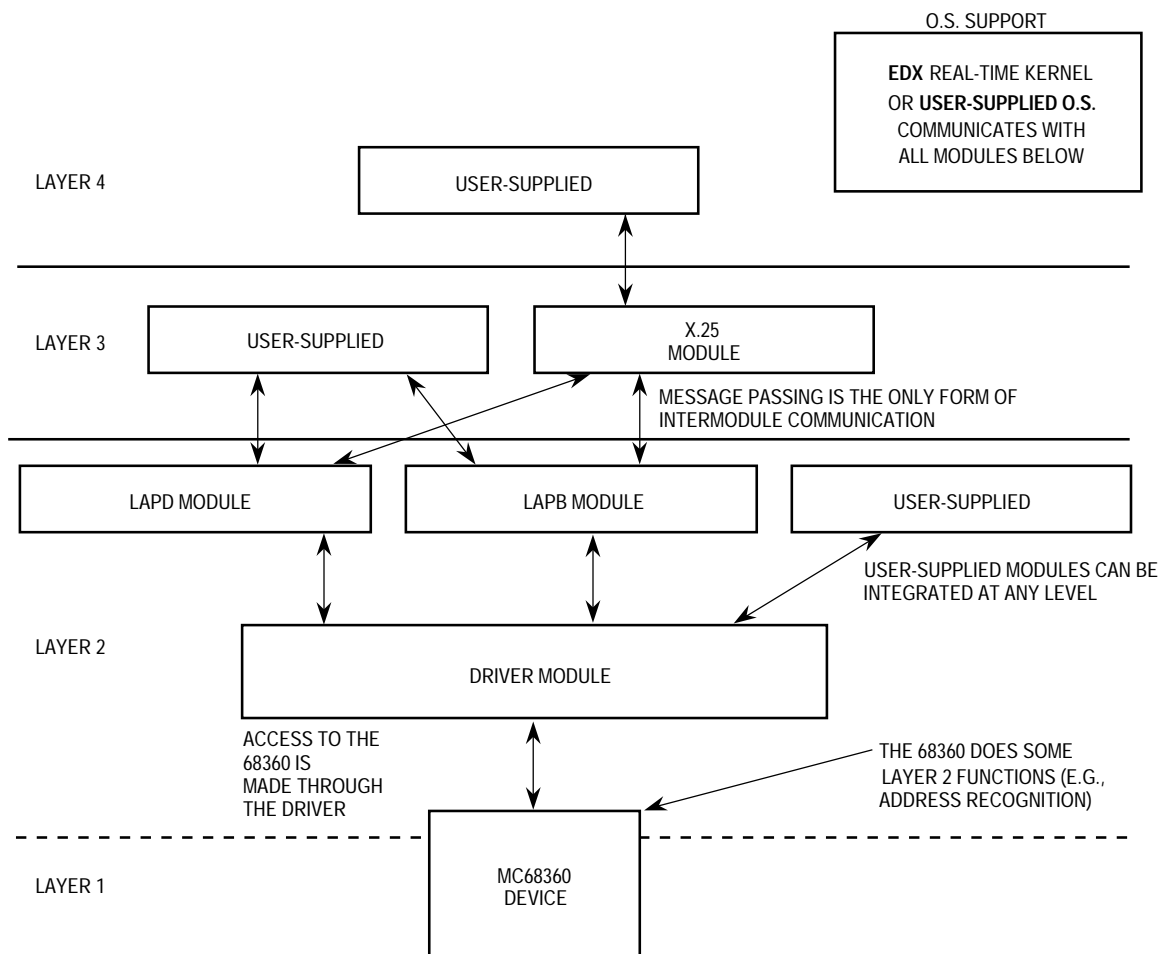 O.S. SUPPORT
EDX REAL-TIME KERNEL
OR USER-SUPPLIED O.S.
COMMUNICATES WITH
ALL MODULES BELOW
LAYER 4
USER-SUPPLIED
LAYER 3
USER-SUPPLIED
X.25
MODULE
MESSAGE PASSING IS THE ONLY FORM OF
INTERMODULE COMMUNICATION
LAPD MODULE
LAPB MODULE
USER-SUPPLIED
USER-SUPPLIED MODULES CAN BE
INTEGRATED AT ANY LEVEL
LAYER 2
DRIVER MODULE
ACCESS TO THE
68360 IS
MADE THROUGH
THE DRIVER
THE 68360 DOES SOME
LAYER 2 FUNCTIONS (E.G.,
ADDRESS RECOGNITION)
LAYER 1
MC68360
DEVICE